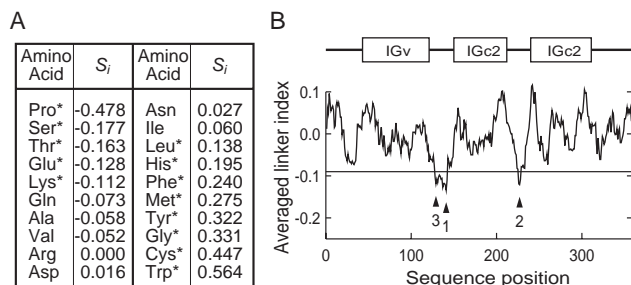 A
Amino Acid Si Amino Acid Si
Pro* -0.478 Asn 0.027
Ser* -0.177 Ile 0.060
Thr* -0.163 Leu* 0.138
Glu* -0.128 His* 0.195
Lys* -0.112 Phe* 0.240
Gln -0.073 Met* 0.275
Ala -0.058 Tyr* 0.322
Val -0.052 Gly* 0.331
Arg 0.000 Cys* 0.447
Asp 0.016 Trp* 0.564
B
IGv IGc2 IGc2
Averaged linker index
0.1
0.0
-0.1
-0.2
3 1 2
0 100 200 300
Sequence position